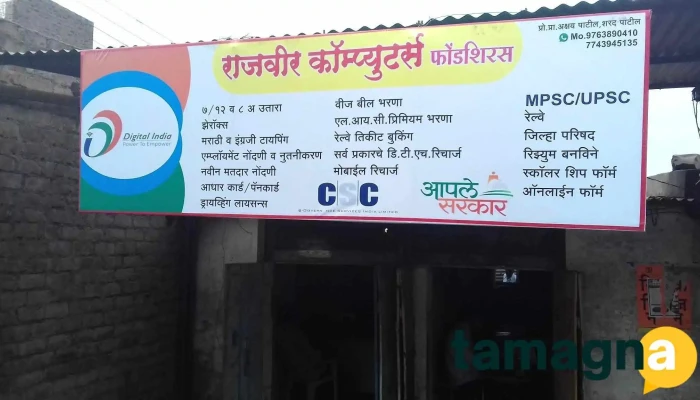 प्रो.प्रा.अक्षय पाटील,शरद पाटील
Mo.9763890410
7743945135
राजवीर कॉम्प्युटर्स फोंडशिरस
Digital India
Power To Empower
७/१२ व ८ अ उतारा
झेरॉक्स
मराठी व इंग्रजी टायपिंग
एम्प्लॉयमेंट नोंदणी व नुतनीकरण
नवीन मतदार नोंदणी
आधार कार्ड/पॅनकार्ड
ड्रायव्हिंग लायसन्स
वीज बील भरणा
एल.आय.सी.प्रिमियम भरणा
रेल्वे तिकीट बुकिंग
सर्व प्रकारचे डि.टी.एच.रिचार्ज
मोबाईल रिचार्ज
CSC
आपले
सरकार
MPSC/UPSC
रेल्वे
जिल्हा परिषद
रिझ्युम बनविने
स्कॉलर शिप फॉर्म
ऑनलाईन फॉर्म
tamagna